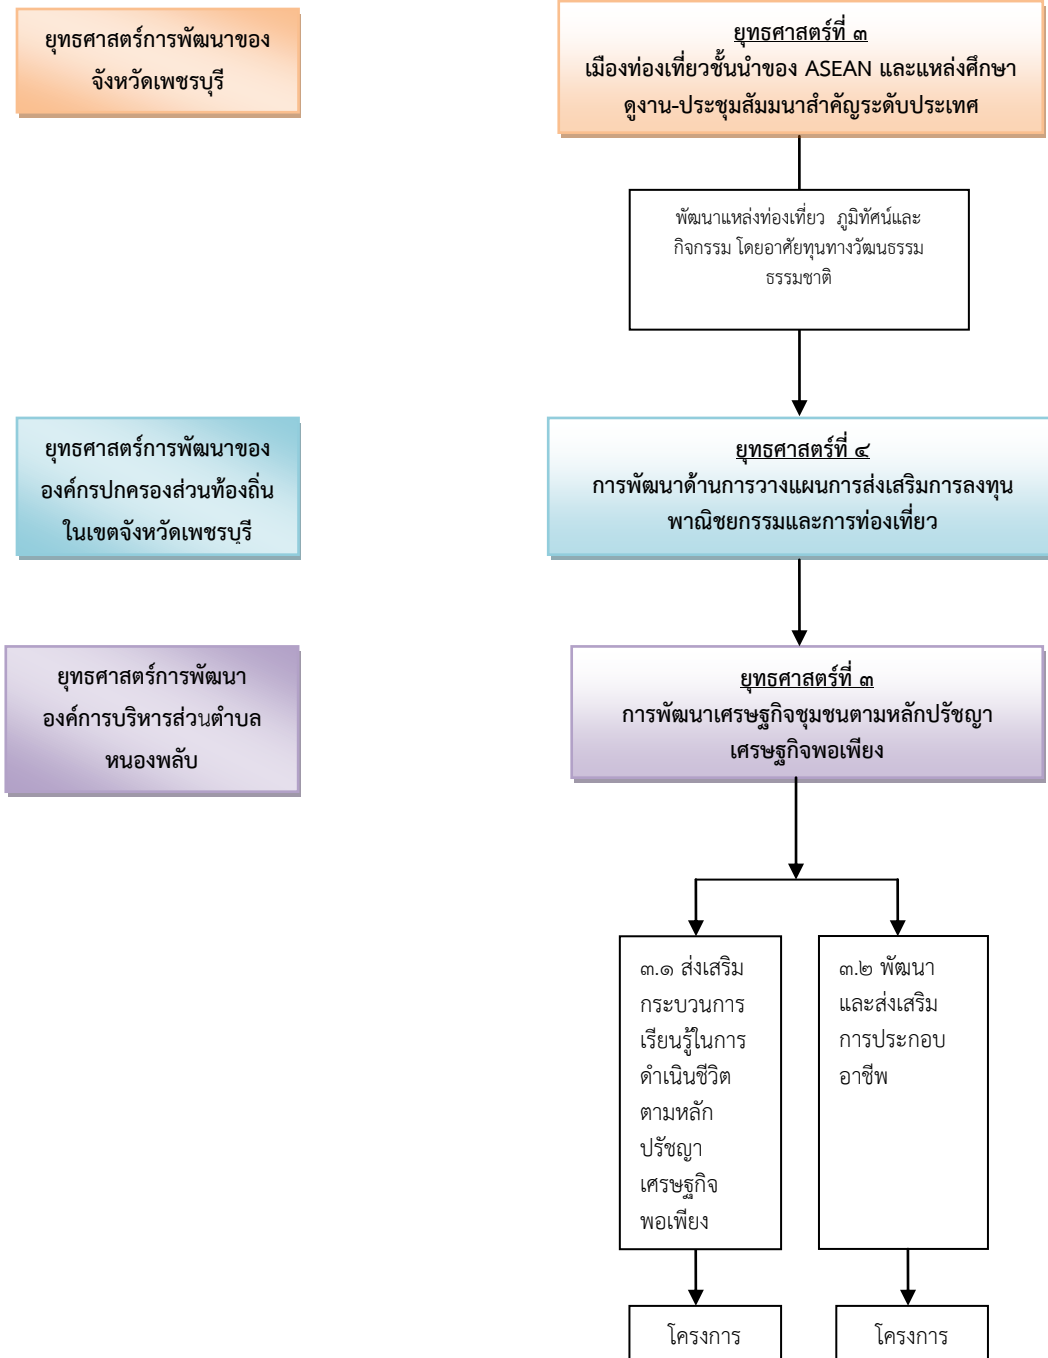 ยุทธศาสตร์การพัฒนาของ
จังหวัดเพชรบุรี
ยุทธศาสตร์ที่ ๓
เมืองท่องเที่ยวชั้นนำของ ASEAN และแหล่งศึกษา
ดูงาน-ประชุมสัมมนาสำคัญระดับประเทศ
พัฒนาแหล่งท่องเที่ยว ภูมิทัศน์และ
กิจกรรม โดยอาศัยทุนทางวัฒนธรรม
ธรรมชาติ
ยุทธศาสตร์การพัฒนาของ
องค์กรปกครองส่วนท้องถิ่น
ในเขตจังหวัดเพชรบุรี
ยุทธศาสตร์ที่ ๔
การพัฒนาด้านการวางแผนการส่งเสริมการลงทุน
พาณิชยกรรมและการท่องเที่ยว
ยุทธศาสตร์การพัฒนา
องค์การบริหารส่วนตำบล
หนองพลับ
ยุทธศาสตร์ที่ ๓
การพัฒนาเศรษฐกิจชุมชนตามหลักปรัชญา
เศรษฐกิจพอเพียง
๓.๑ ส่งเสริม
กระบวนการ
เรียนรู้ในการ
ดำเนินชีวิต
ตามหลัก
ปรัชญา
เศรษฐกิจ
พอเพียง
๓.๒ พัฒนา
และส่งเสริม
การประกอบ
อาชีพ
โครงการ
โครงการ